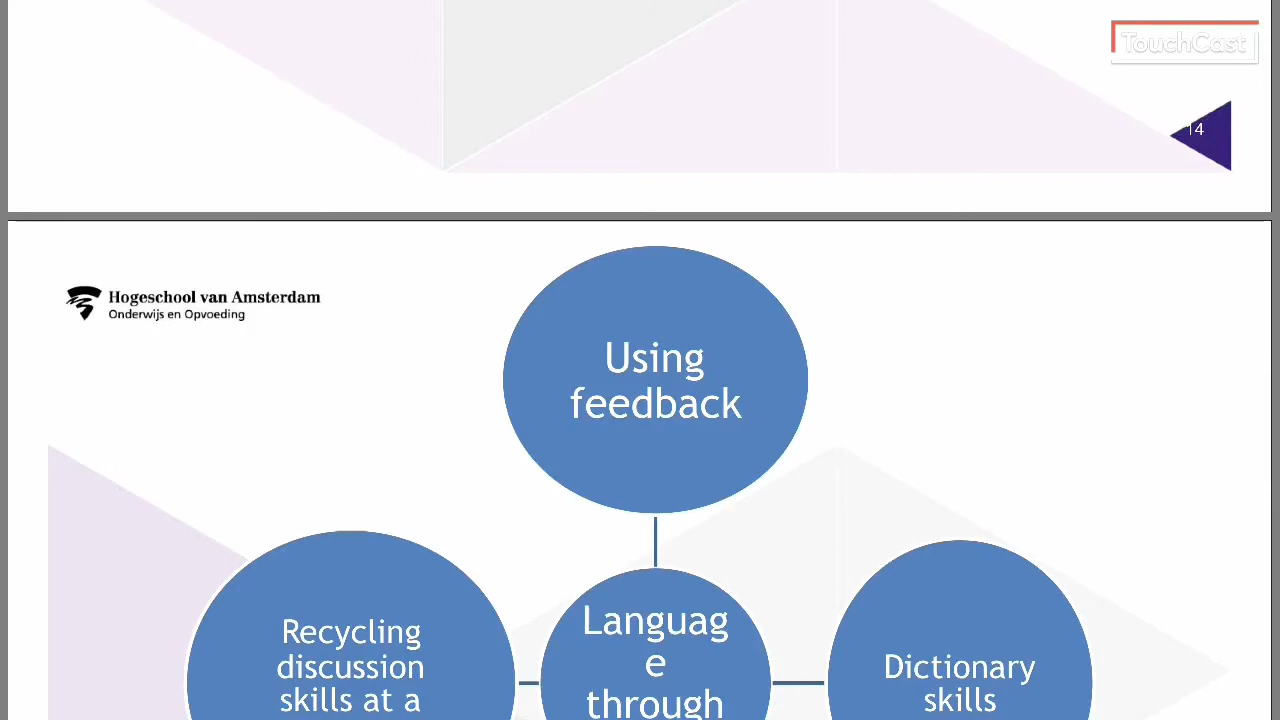 TouchCast
14
Hogeschool van Amsterdam
Onderwijs en Opvoeding
Using
feedback
Recycling
discussion
skills at a
Languag
e
through
Dictionary
skills